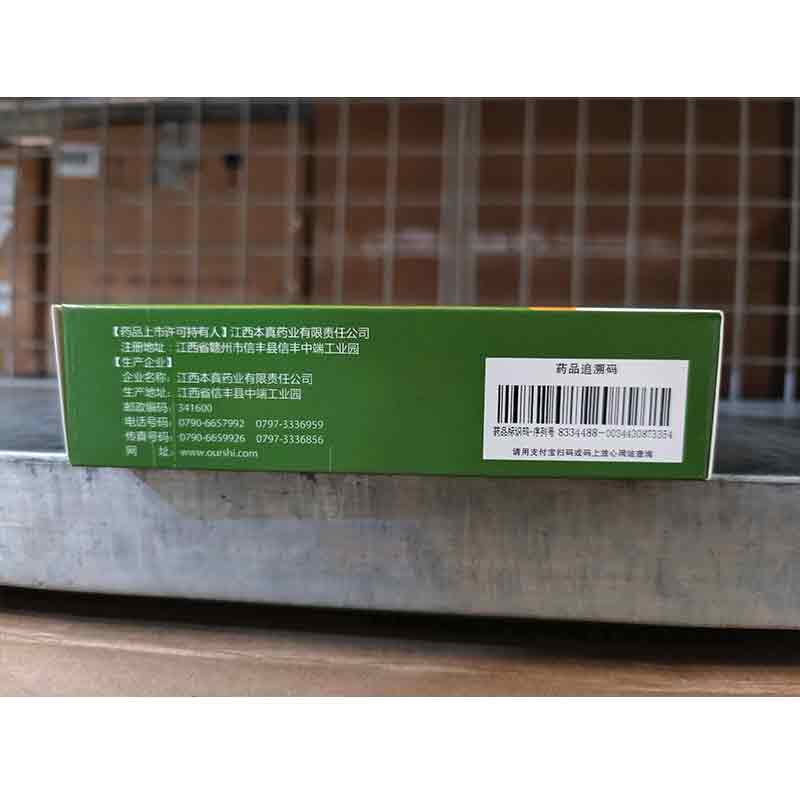 【药品上市许可持有人】江西本真药业有限责任公司
注册地址：江西省赣州市信丰县信丰中端工业园
【生产企业】
企业名称：江西本真药业有限责任公司
生产地址：江西省信丰县中端工业园
邮政编码：341600
电话号码：0790-6657992 0797-3336959
传真号码：0790-6659926 0797-3336856
网 址：www.ourshi.com
药品追溯码
药品标识码-序列号 8334488-0034430873354
请用支付宝扫码或码上放心网站查询